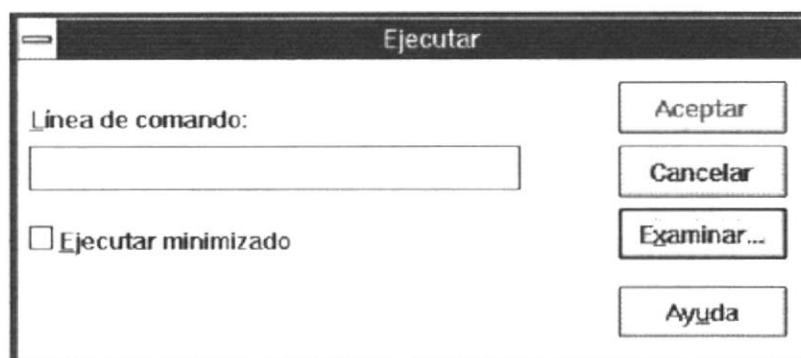 Ejecutar
Línea de comando:
Ejecutar minimizado
Aceptar
Cancelar
Examinar...
Ayuda